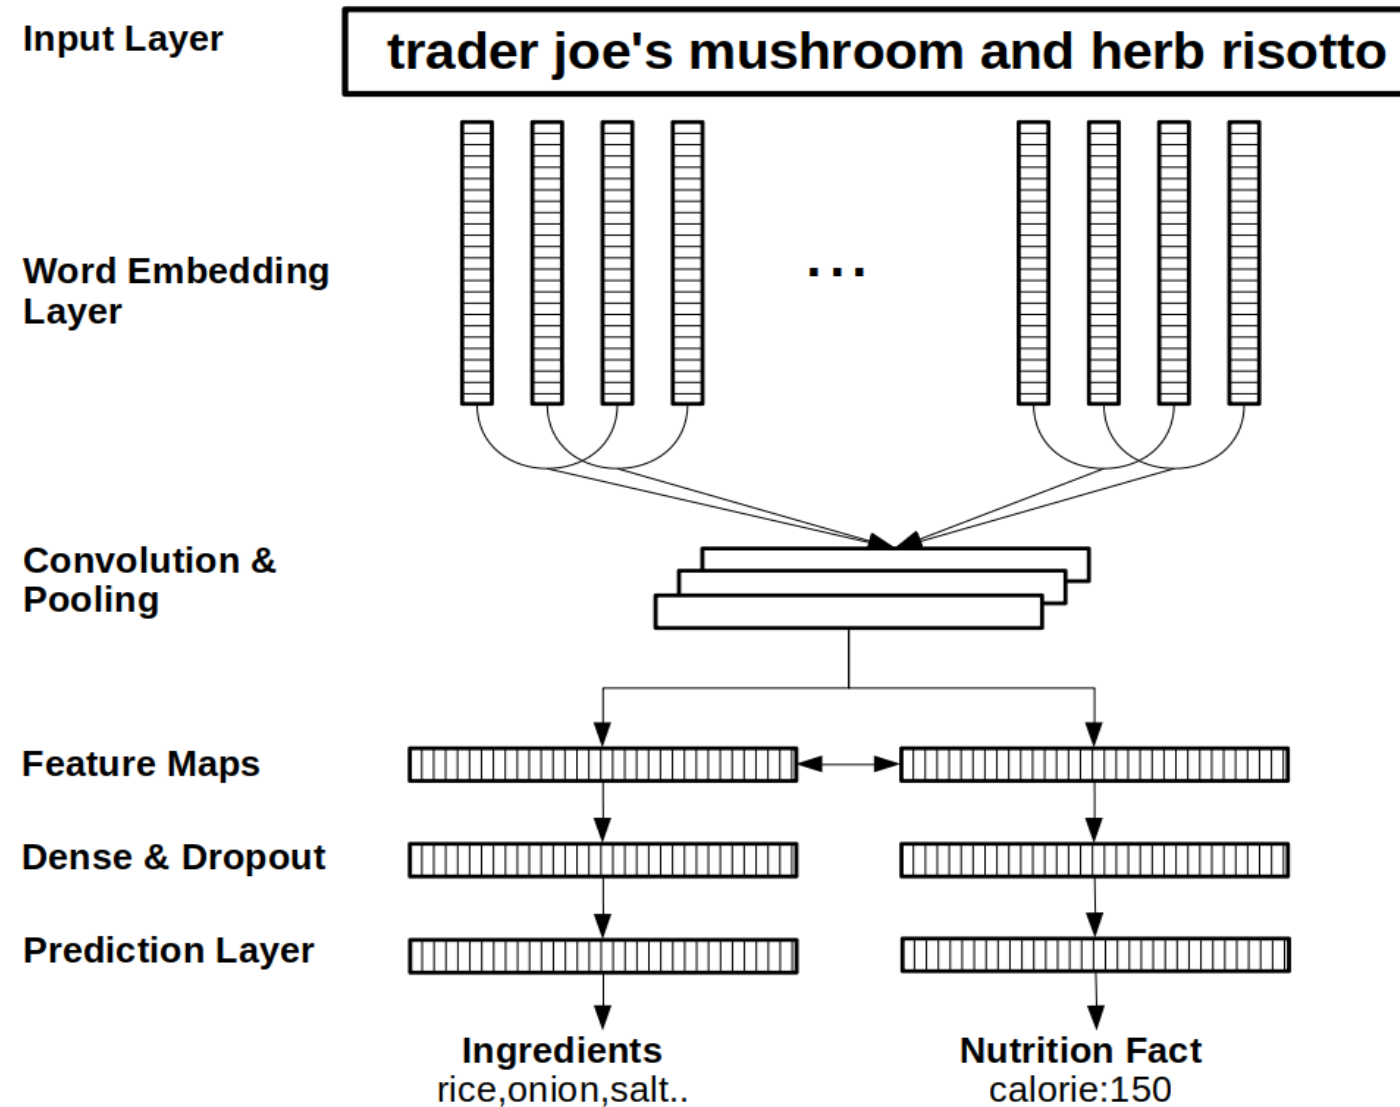 Input Layer
trader joe's mushroom and herb risotto
Word Embedding
Layer
...
Convolution &
Pooling
Feature Maps
Dense & Dropout
Prediction Layer
Ingredients
rice,onion,salt..
Nutrition Fact
calorie:150